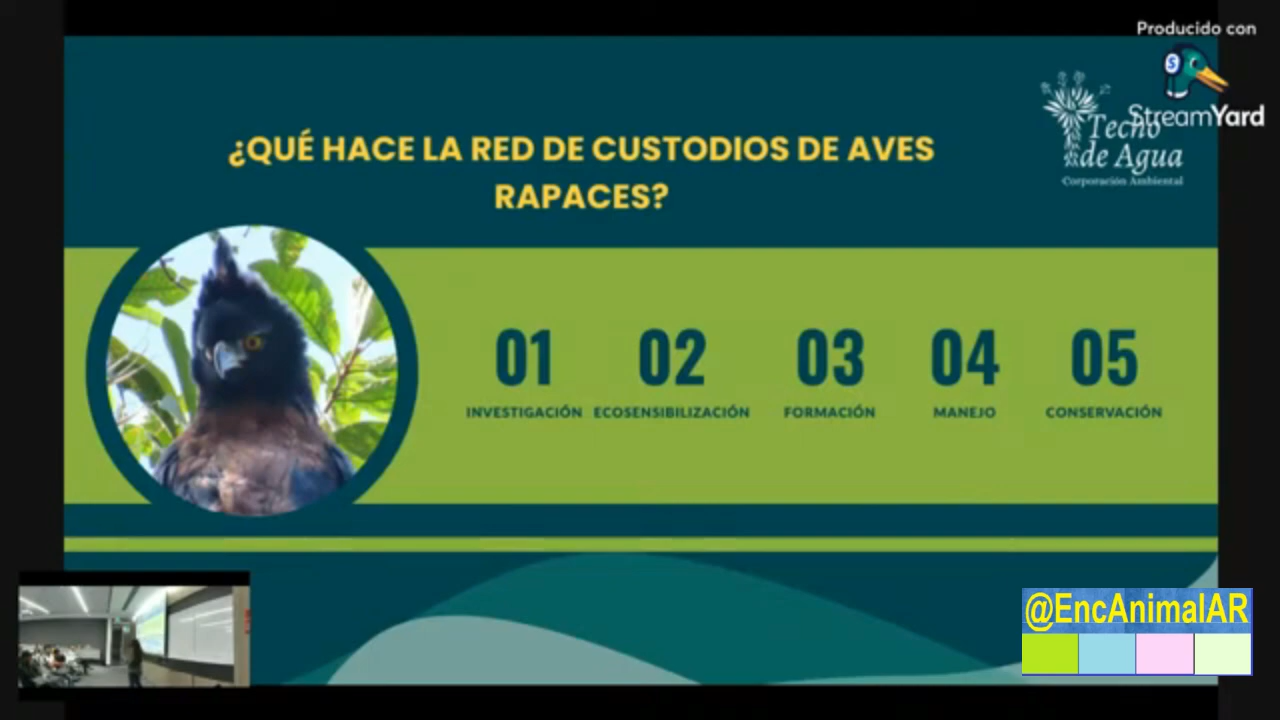 Producido con
StreamYard
Tecno
de Agua
Corporación Ambiental
¿QUÉ HACE LA RED DE CUSTODIOS DE AVES
RAPACES?
01 02 03 04 05
INVESTIGACIÓN ECOSENSIBILIZACIÓN FORMACIÓN MANEJO CONSERVACIÓN
@EncAnimalAR